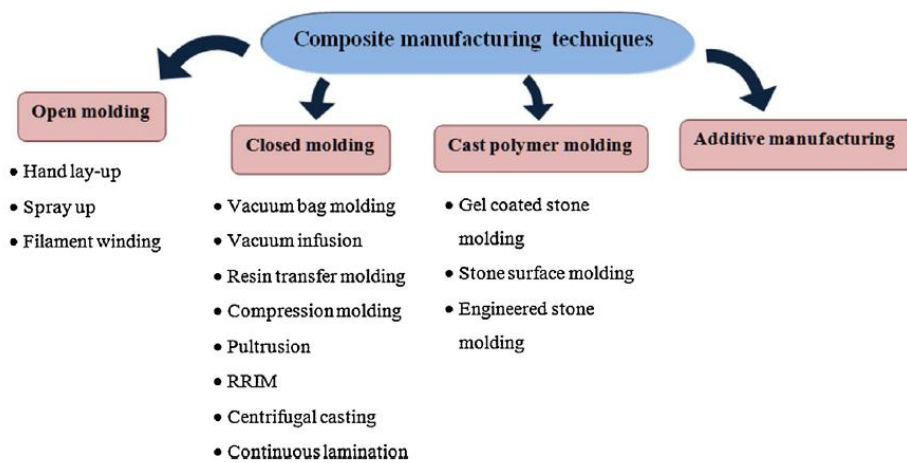 Composite manufacturing techniques
Open molding
• Hand lay-up
• Spray up
• Filament winding
Closed molding
• Vacuum bag molding
• Vacuum infusion
• Resin transfer molding
• Compression molding
• Pultrusion
• RRIM
• Centrifugal casting
• Continuous lamination
Cast polymer molding
• Gel coated stone
molding
• Stone surface molding
• Engineered stone
molding
Additive manufacturing